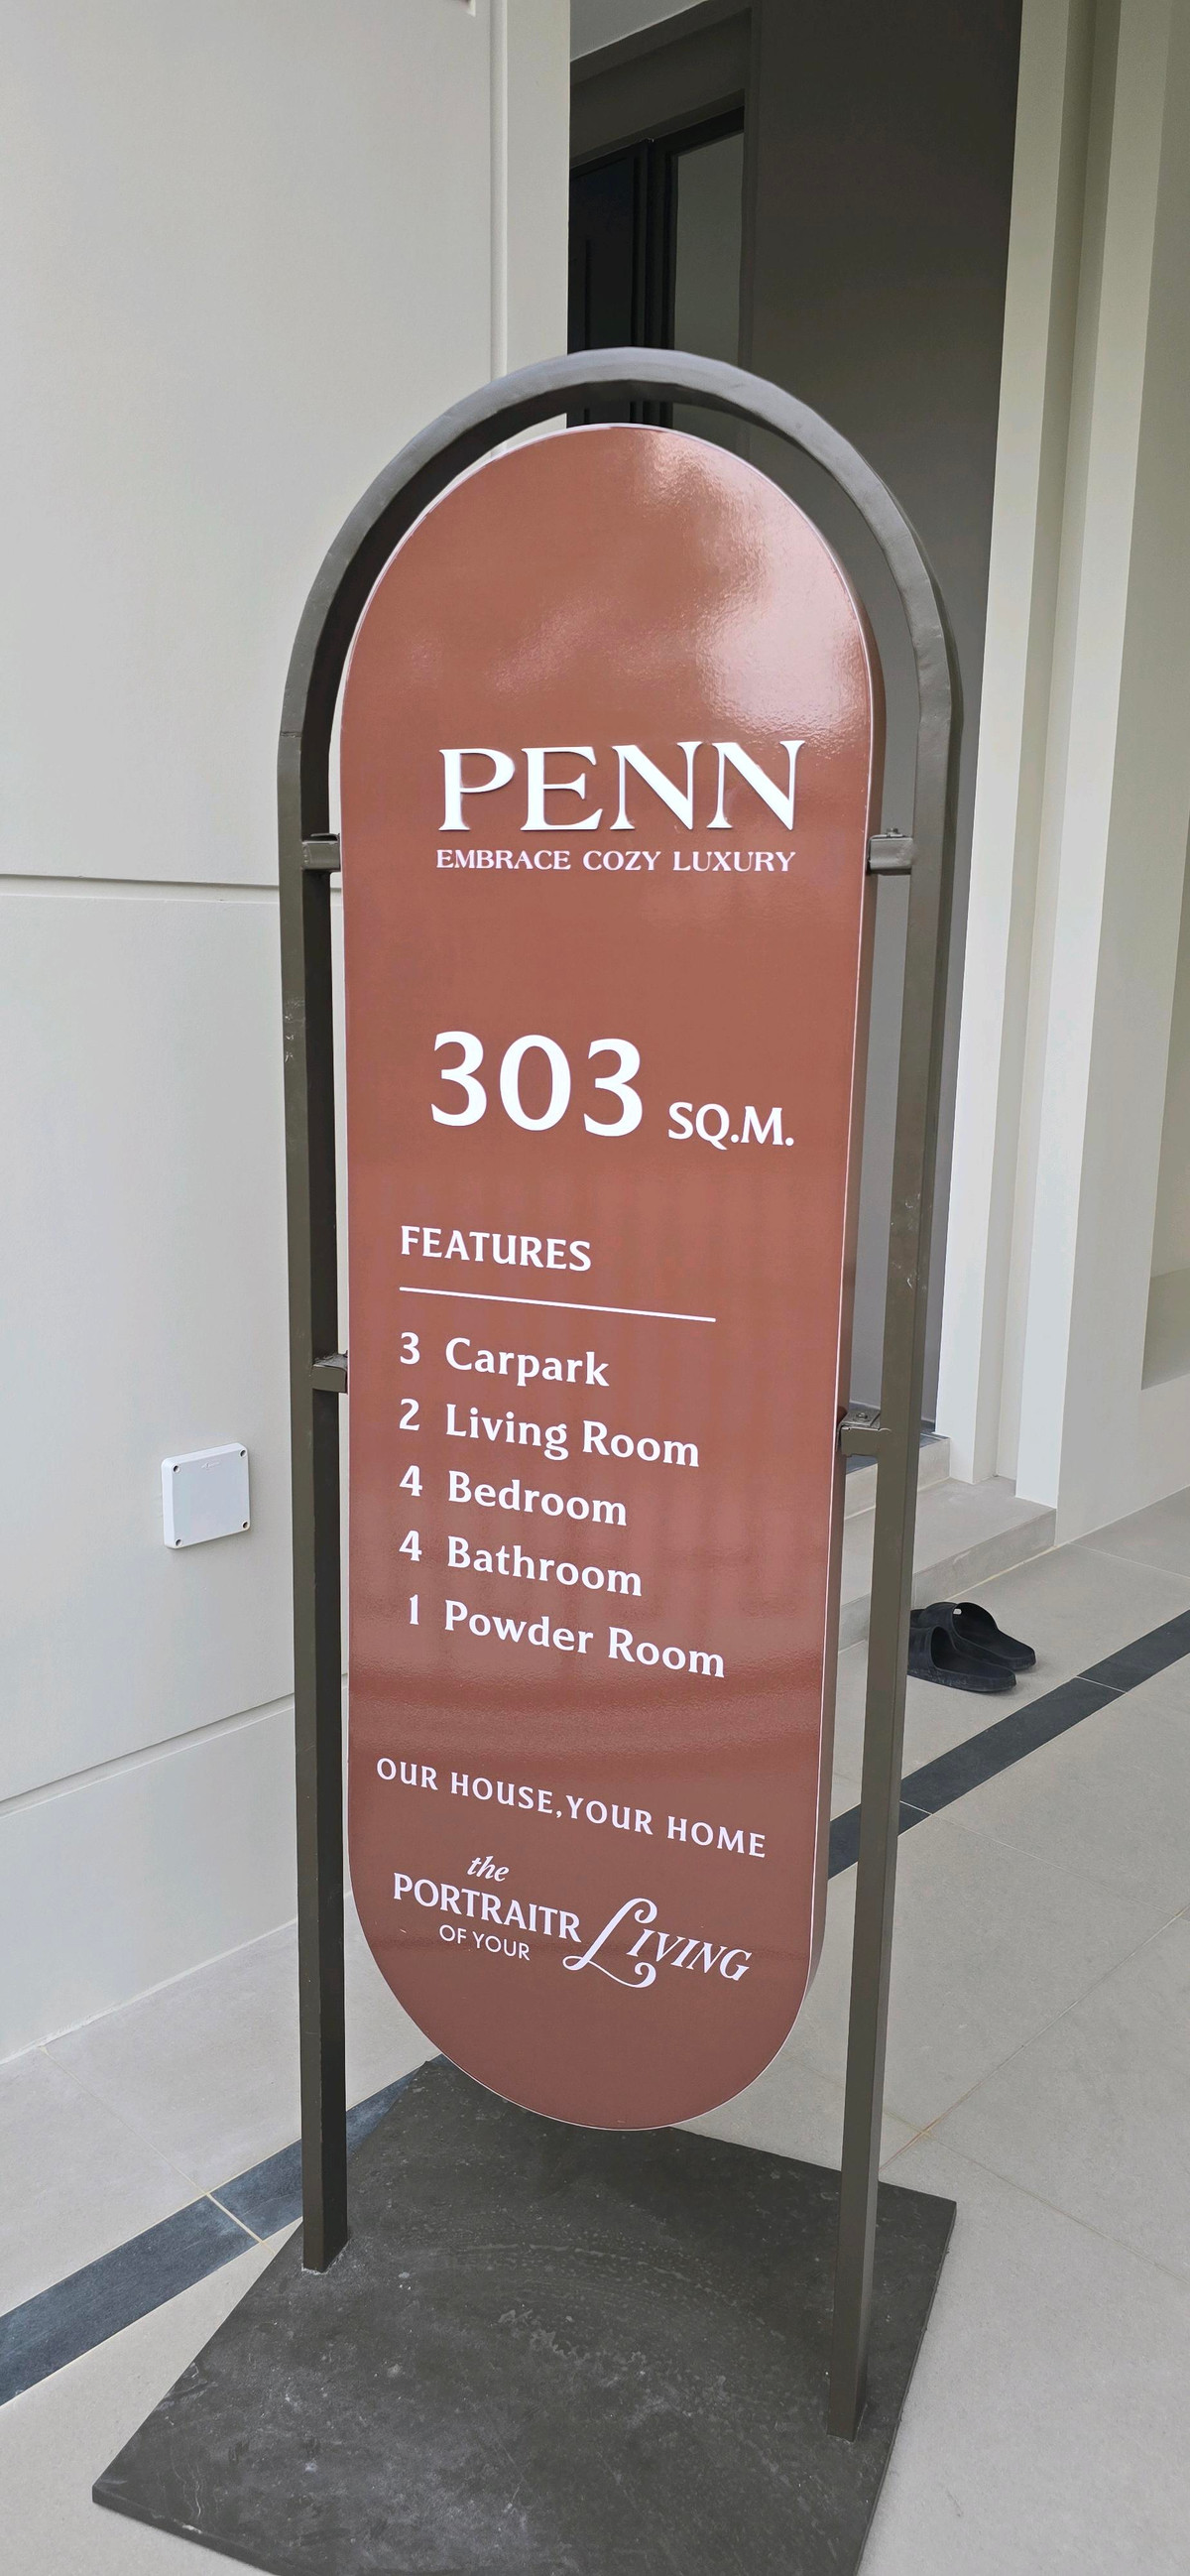 PENN
EMBRACE COZY LUXURY
303 SQ.M.
FEATURES
3 Carpark
2 Living Room
4 Bedroom
4 Bathroom
1 Powder Room
OUR HOUSE,YOUR HOME
the
PORTRAITR LIVING
OF YOUR